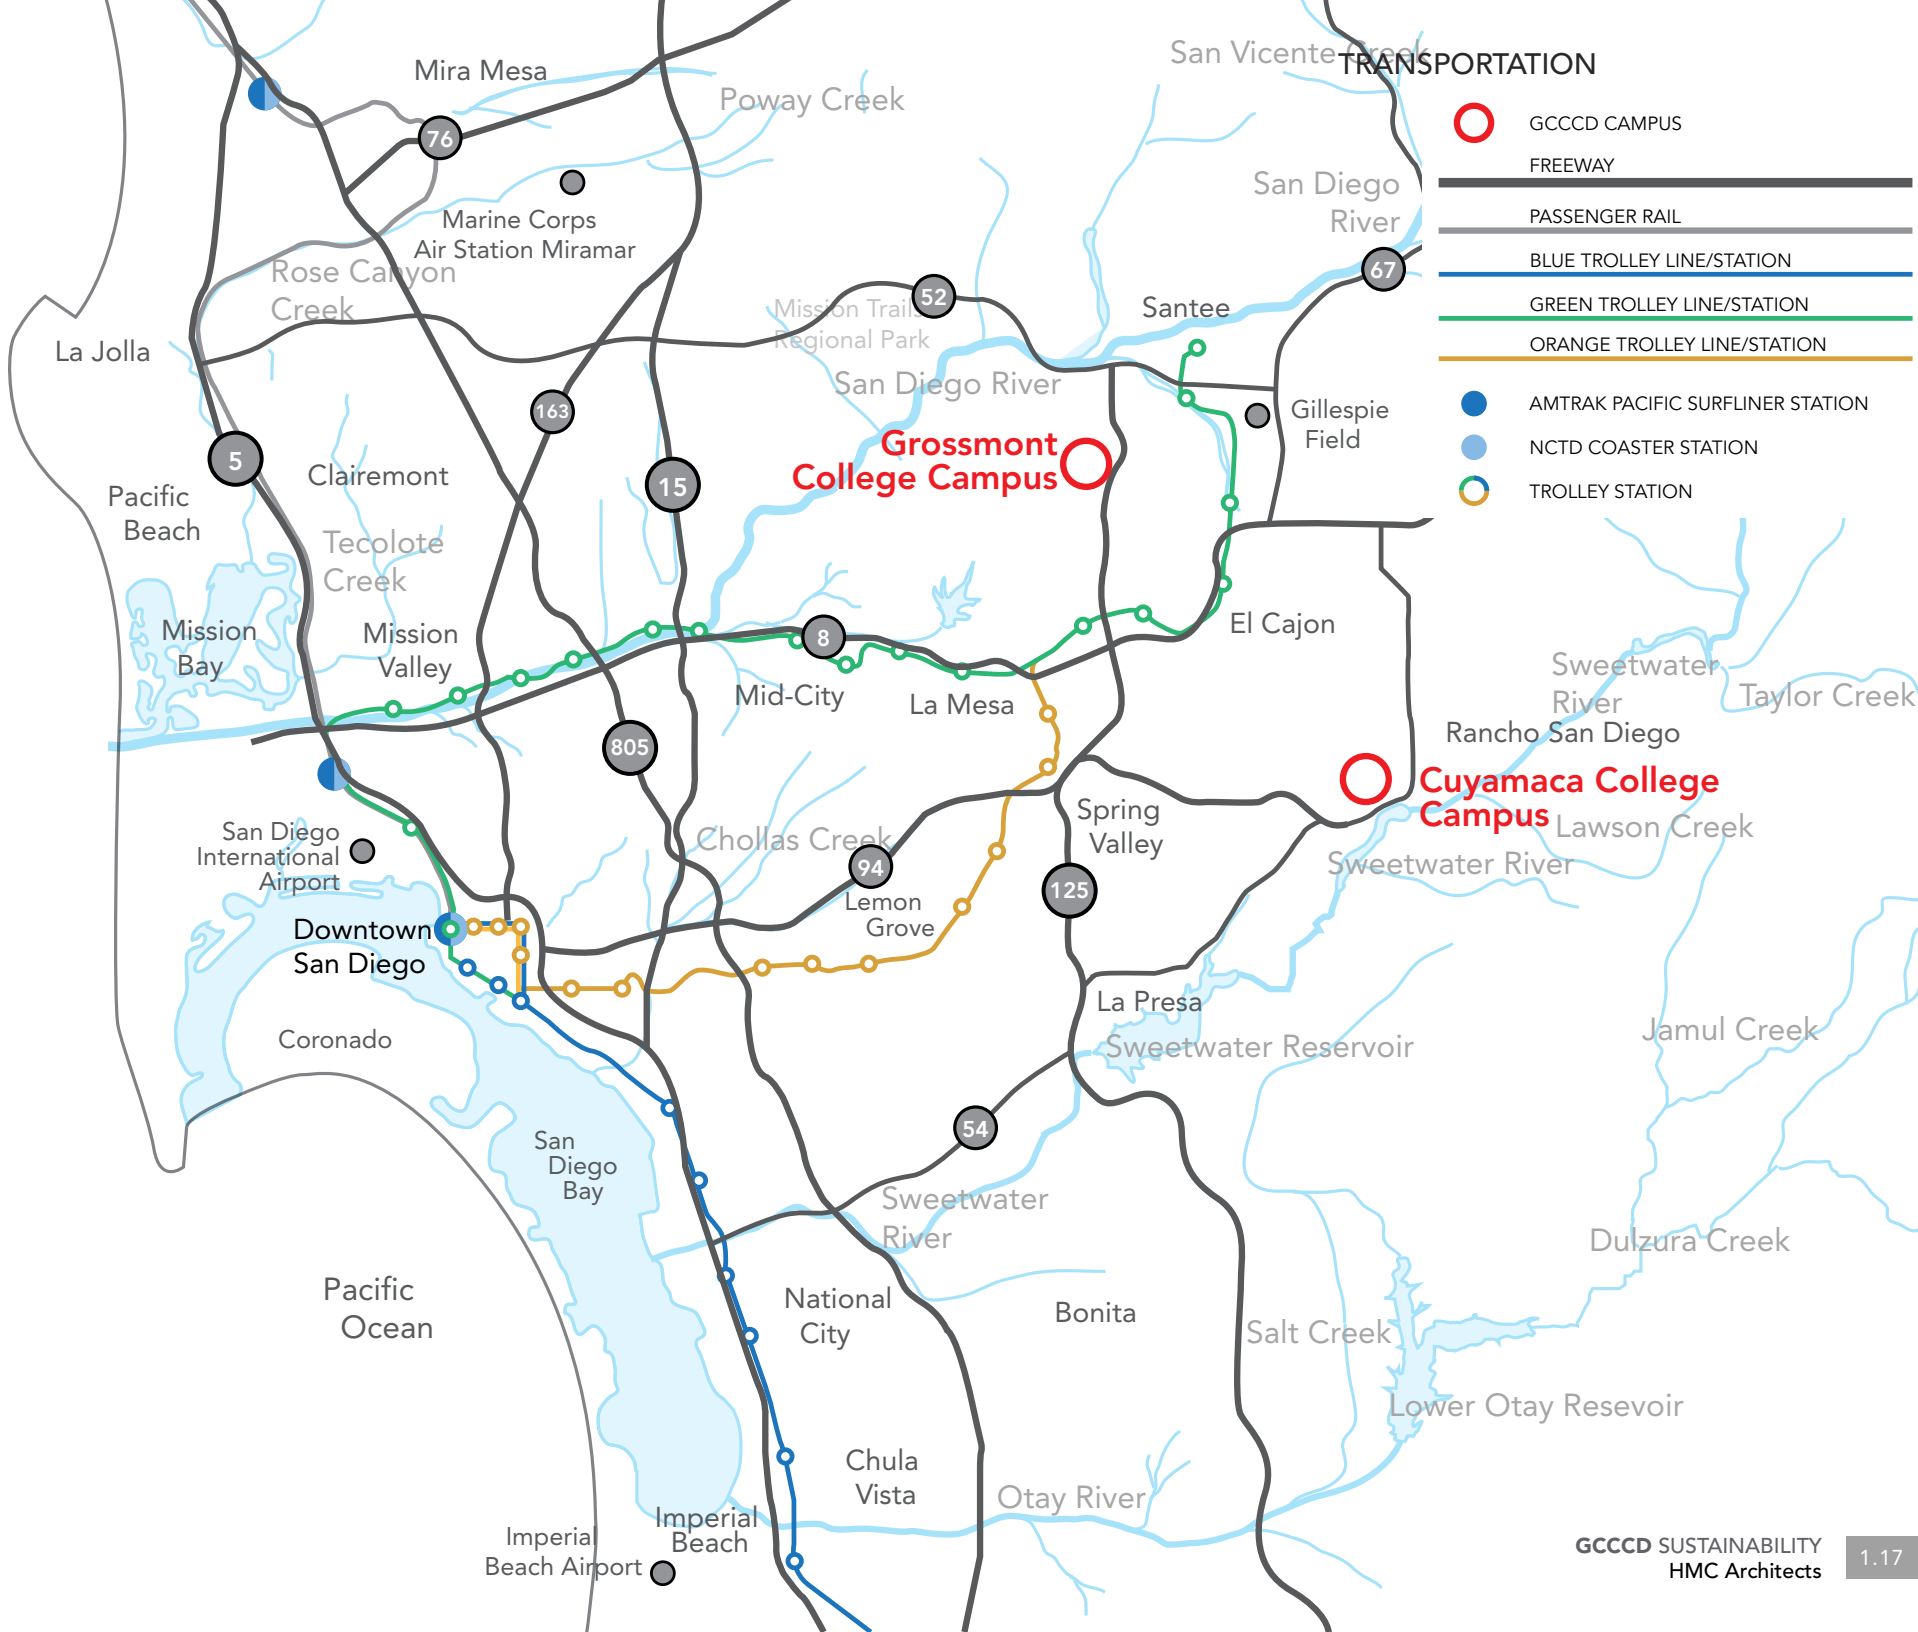 San Vicente Creek
TRANSPORTATION
Mira Mesa
Poway Creek
GCCCD CAMPUS
76
FREEWAY
San Diego
River
PASSENGER RAIL
Marine Corps
Air Station Miramar
BLUE TROLLEY LINE/STATION
67
Rose Canyon
Creek
52
Mission Trails
Regional Park
Santee
GREEN TROLLEY LINE/STATION
ORANGE TROLLEY LINE/STATION
La Jolla
San Diego River
163
Gillespie
Field
AMTRAK PACIFIC SURFLINER STATION
Grossmont
College Campus
NCTD COASTER STATION
5
Clairemont
15
TROLLEY STATION
Pacific
Beach
Tecolote
Creek
Mission
Bay
Mission
Valley
8
El Cajon
Mid-City
La Mesa
Sweetwater
River
Taylor Creek
Rancho San Diego
805
Cuyamaca College
Campus
Spring
Valley
Lawson Creek
San Diego
International
Airport
Chollas Creek
94
Sweetwater River
125
Lemon
Grove
Downtown
San Diego
La Presa
Coronado
Sweetwater Reservoir
Jamul Creek
54
San
Diego
Bay
Sweetwater
River
Dulzura Creek
Pacific
Ocean
National
City
Bonita
Salt Creek
Lower Otay Resevoir
Chula
Vista
Otay River
Imperial
Beach
Imperial
Beach Airport
GCCCD SUSTAINABILITY
HMC Architects
1.17